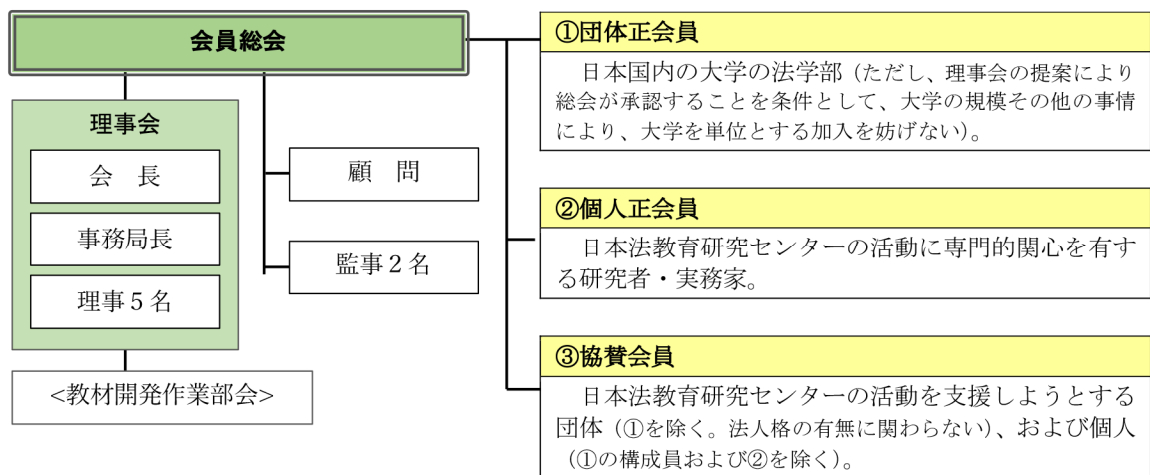 会員総会
理事会
会　長
事務局長
理事５名
<教材開発作業部会>
顧　問
監事２名
①団体正会員
日本国内の大学の法学部（ただし、理事会の提案により
総会が承認することを条件として、大学の規模その他の事情
により、大学を単位とする加入を妨げない）。
②個人正会員
日本法教育研究センターの活動に専門的関心を有す
る研究者・実務家。
③協賛会員
日本法教育研究センターの活動を支援しようとする
団体（①を除く。法人格の有無に関わらない）、および個人
（①の構成員および②を除く）。